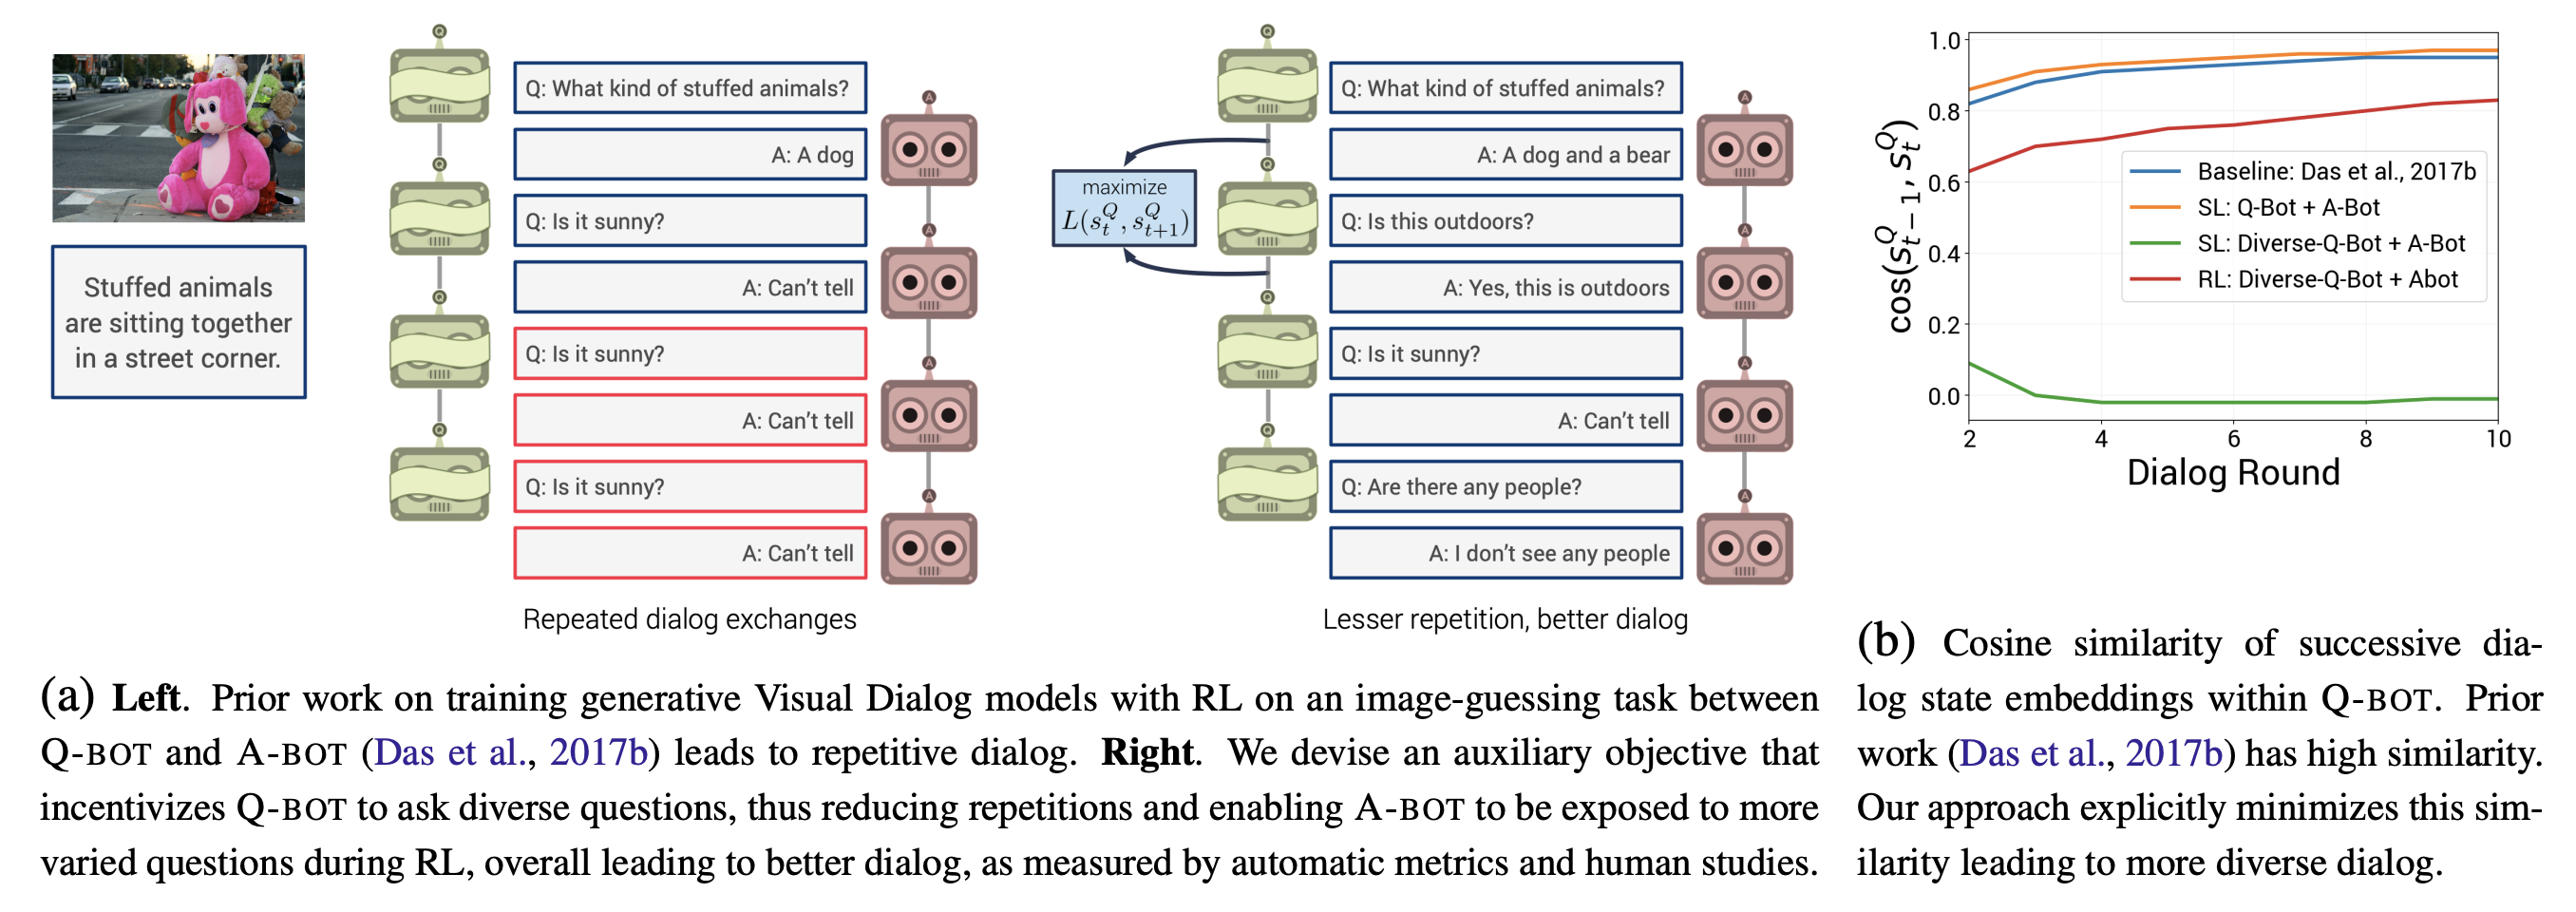 Stuffed animals
are sitting together
in a street corner.
Q: What kind of stuffed animals?
A: A dog
Q: Is it sunny?
A: Can't tell
Q: Is it sunny?
A: Can't tell
Q: Is it sunny?
A: Can't tell
Repeated dialog exchanges
maximize
L(s_t^Q, s_{t+1}^Q)
Q: What kind of stuffed animals?
A: A dog and a bear
Q: Is this outdoors?
A: Yes, this is outdoors
Q: Is it sunny?
A: Can't tell
Q: Are there any people?
A: I don't see any people
Lesser repetition, better dialog
Q
Q
Q
Q
A
A
A
A
Q
Q
Q
Q
A
A
A
A
(a) Left. Prior work on training generative Visual Dialog models with RL on an image-guessing task between
Q-BOT and A-BOT (Das et al., 2017b) leads to repetitive dialog. Right. We devise an auxiliary objective that
incentivizes Q-BOT to ask diverse questions, thus reducing repetitions and enabling A-BOT to be exposed to more
varied questions during RL, overall leading to better dialog, as measured by automatic metrics and human studies.
cos(s_{t-1}^Q, s_t^Q)
1.0
0.8
0.6
0.4
0.2
0.0
Baseline: Das et al., 2017b
SL: Q-Bot + A-Bot
SL: Diverse-Q-Bot + A-Bot
RL: Diverse-Q-Bot + Abot
2 4 6 8 10
Dialog Round
(b) Cosine similarity of successive dia-
log state embeddings within Q-BOT. Prior
work (Das et al., 2017b) has high similarity.
Our approach explicitly minimizes this sim-
ilarity leading to more diverse dialog.